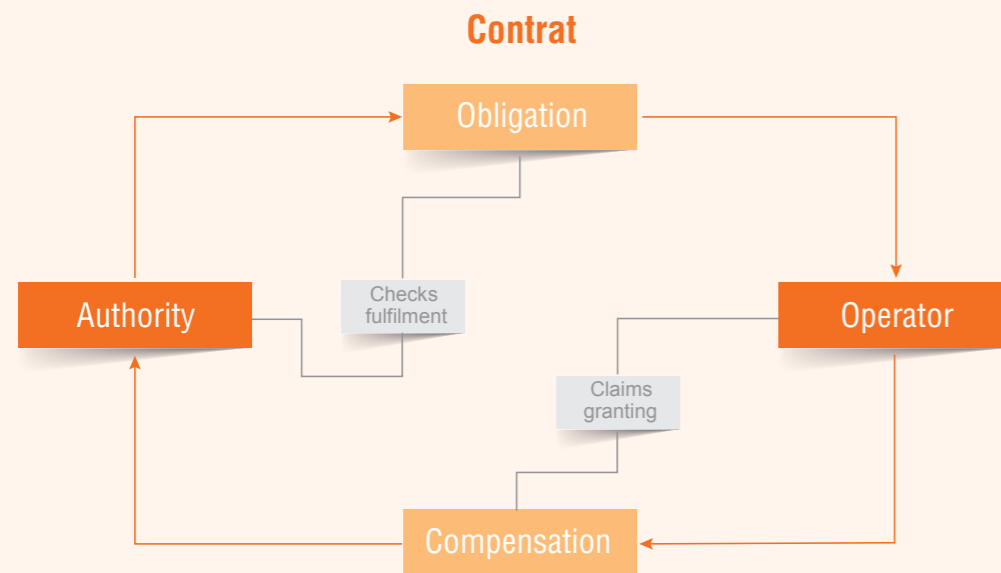 Contrat
Obligation
Checks
fulfilment
Authority
Operator
Claims
granting
Compensation